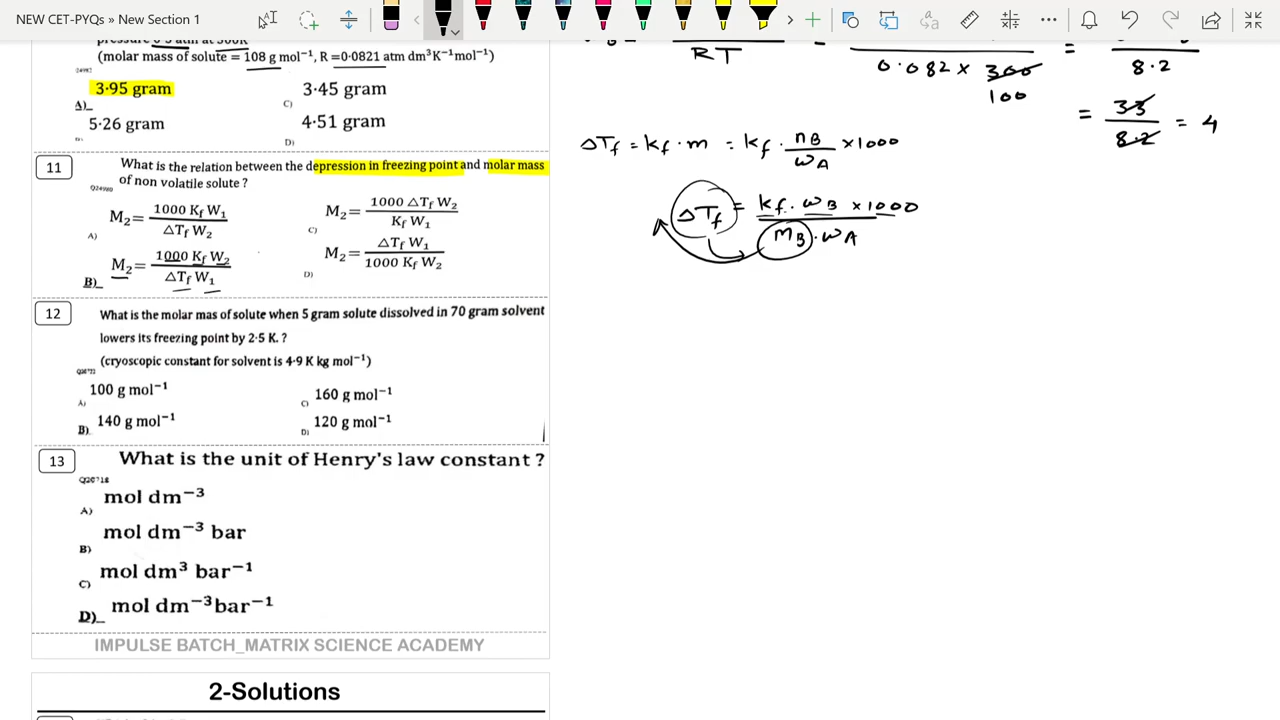 NEW CET-PYQs » New Section 1
(molar mass of solute = 108 g mol⁻¹, R =0·0821 atm dm³K⁻¹mol⁻¹)
A) 3·95 gram
C) 3·45 gram
5·26 gram
D) 4·51 gram
11
What is the relation between the depression in freezing point and molar mass
of non volatile solute ?
A) M₂= 1000 K_f W₁ / ΔT_f W₂
C) M₂= 1000 ΔT_f W₂ / K_f W₁
B) M₂= 1000 K_f W₂ / ΔT_f W₁
D) M₂= ΔT_f W₁ / 1000 K_f W₂
12
What is the molar mas of solute when 5 gram solute dissolved in 70 gram solvent
lowers its freezing point by 2·5 K. ?
(cryoscopic constant for solvent is 4·9 K kg mol⁻¹)
A) 100 g mol⁻¹
C) 160 g mol⁻¹
B) 140 g mol⁻¹
D) 120 g mol⁻¹
13
What is the unit of Henry's law constant ?
A) mol dm⁻³
B) mol dm⁻³ bar
C) mol dm³ bar⁻¹
D) mol dm⁻³bar⁻¹
IMPULSE BATCH_MATRIX SCIENCE ACADEMY
2-Solutions
RT
0.082 × 300
100
8.2
= 33 / 8.2 = 4
ΔT_f = k_f · m = k_f · n_B / w_A × 1000
ΔT_f = k_f · w_B × 1000 / M_B · w_A